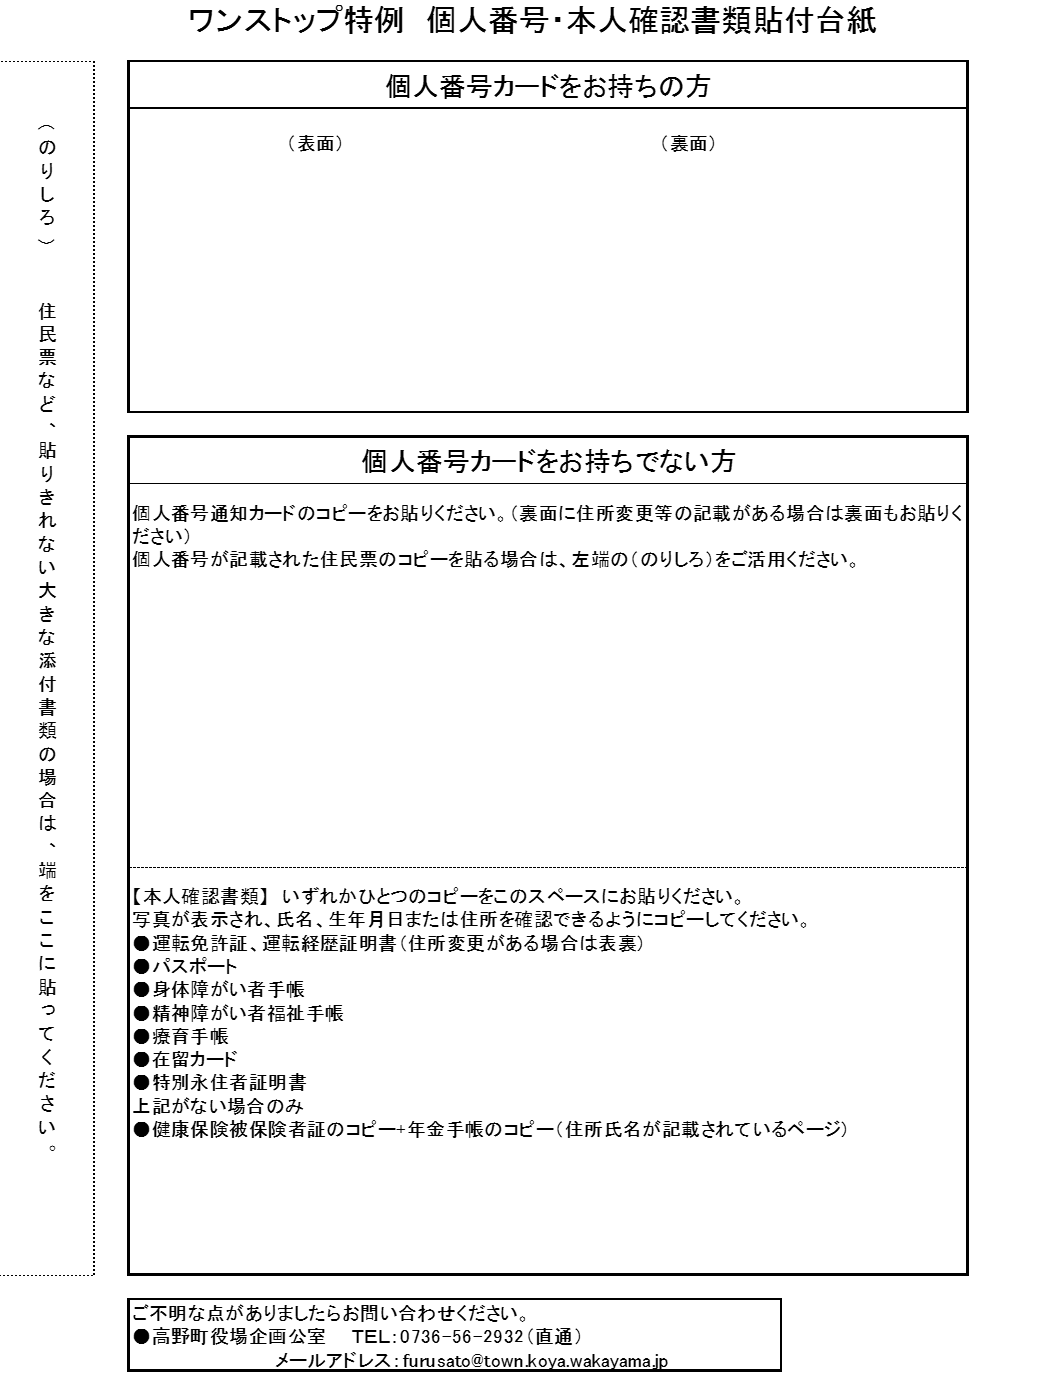 ワンストップ特例　個人番号・本人確認書類貼付台紙
（のりしろ）　住民票など、貼りきれない大きな添付書類の場合は、端をここに貼ってください。
個人番号カードをお持ちの方
（表面）　（裏面）
個人番号カードをお持ちでない方
個人番号通知カードのコピーをお貼りください。（裏面に住所変更等の記載がある場合は裏面もお貼りく
ださい）
個人番号が記載された住民票のコピーを貼る場合は、左端の（のりしろ）をご活用ください。
【本人確認書類】 いずれかひとつのコピーをこのスペースにお貼りください。
写真が表示され、氏名、生年月日または住所を確認できるようにコピーしてください。
●運転免許証、運転経歴証明書（住所変更がある場合は表裏）
●パスポート
●身体障がい者手帳
●精神障がい者福祉手帳
●療育手帳
●在留カード
●特別永住者証明書
上記がない場合のみ
●健康保険被保険者証のコピー+年金手帳のコピー（住所氏名が記載されているページ）
ご不明な点がありましたらお問い合わせください。
●高野町役場企画公室　TEL：0736-56-2932（直通）
メールアドレス：furusato@town.koya.wakayama.jp